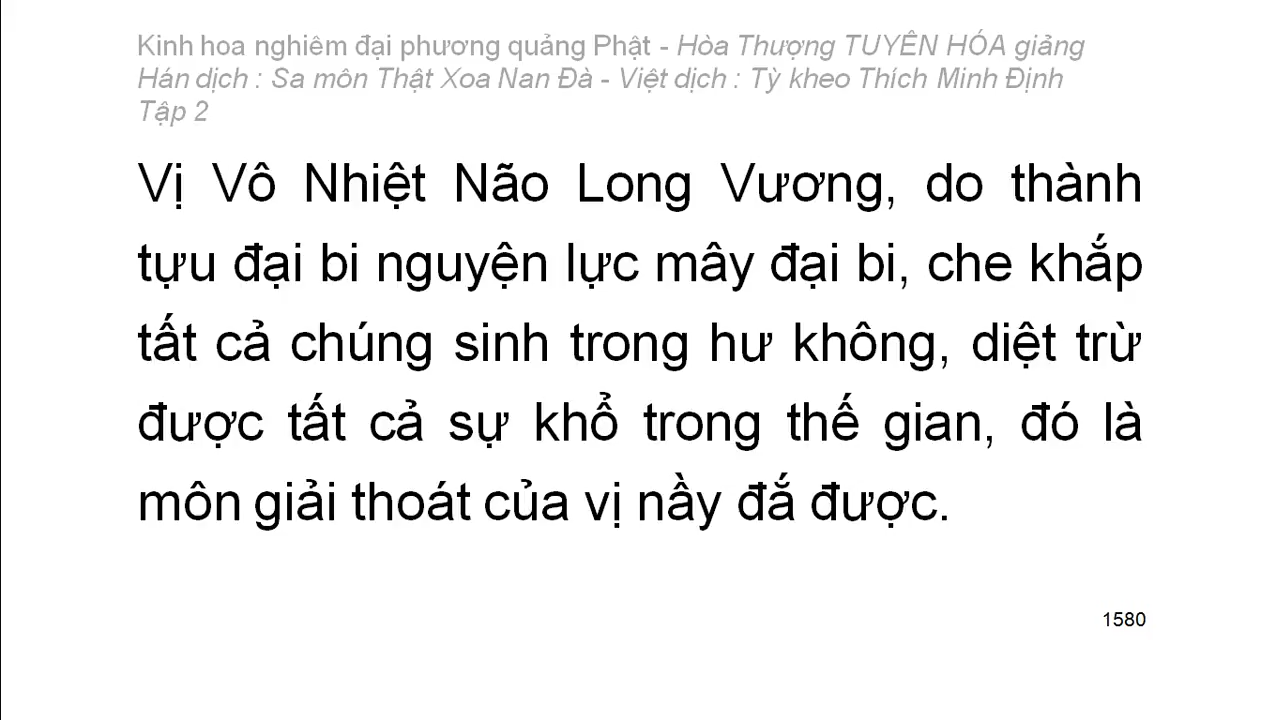 Kinh hoa nghiêm đại phương quảng Phật - Hòa Thượng TUYÊN HÓA giảng
Hán dịch : Sa môn Thật Xoa Nan Đà - Việt dịch : Tỳ kheo Thích Minh Định
Tập 2
Vị Vô Nhiệt Não Long Vương, do thành
tựu đại bi nguyện lực mây đại bi, che khắp
tất cả chúng sinh trong hư không, diệt trừ
được tất cả sự khổ trong thế gian, đó là
môn giải thoát của vị nầy đắ được.
1580